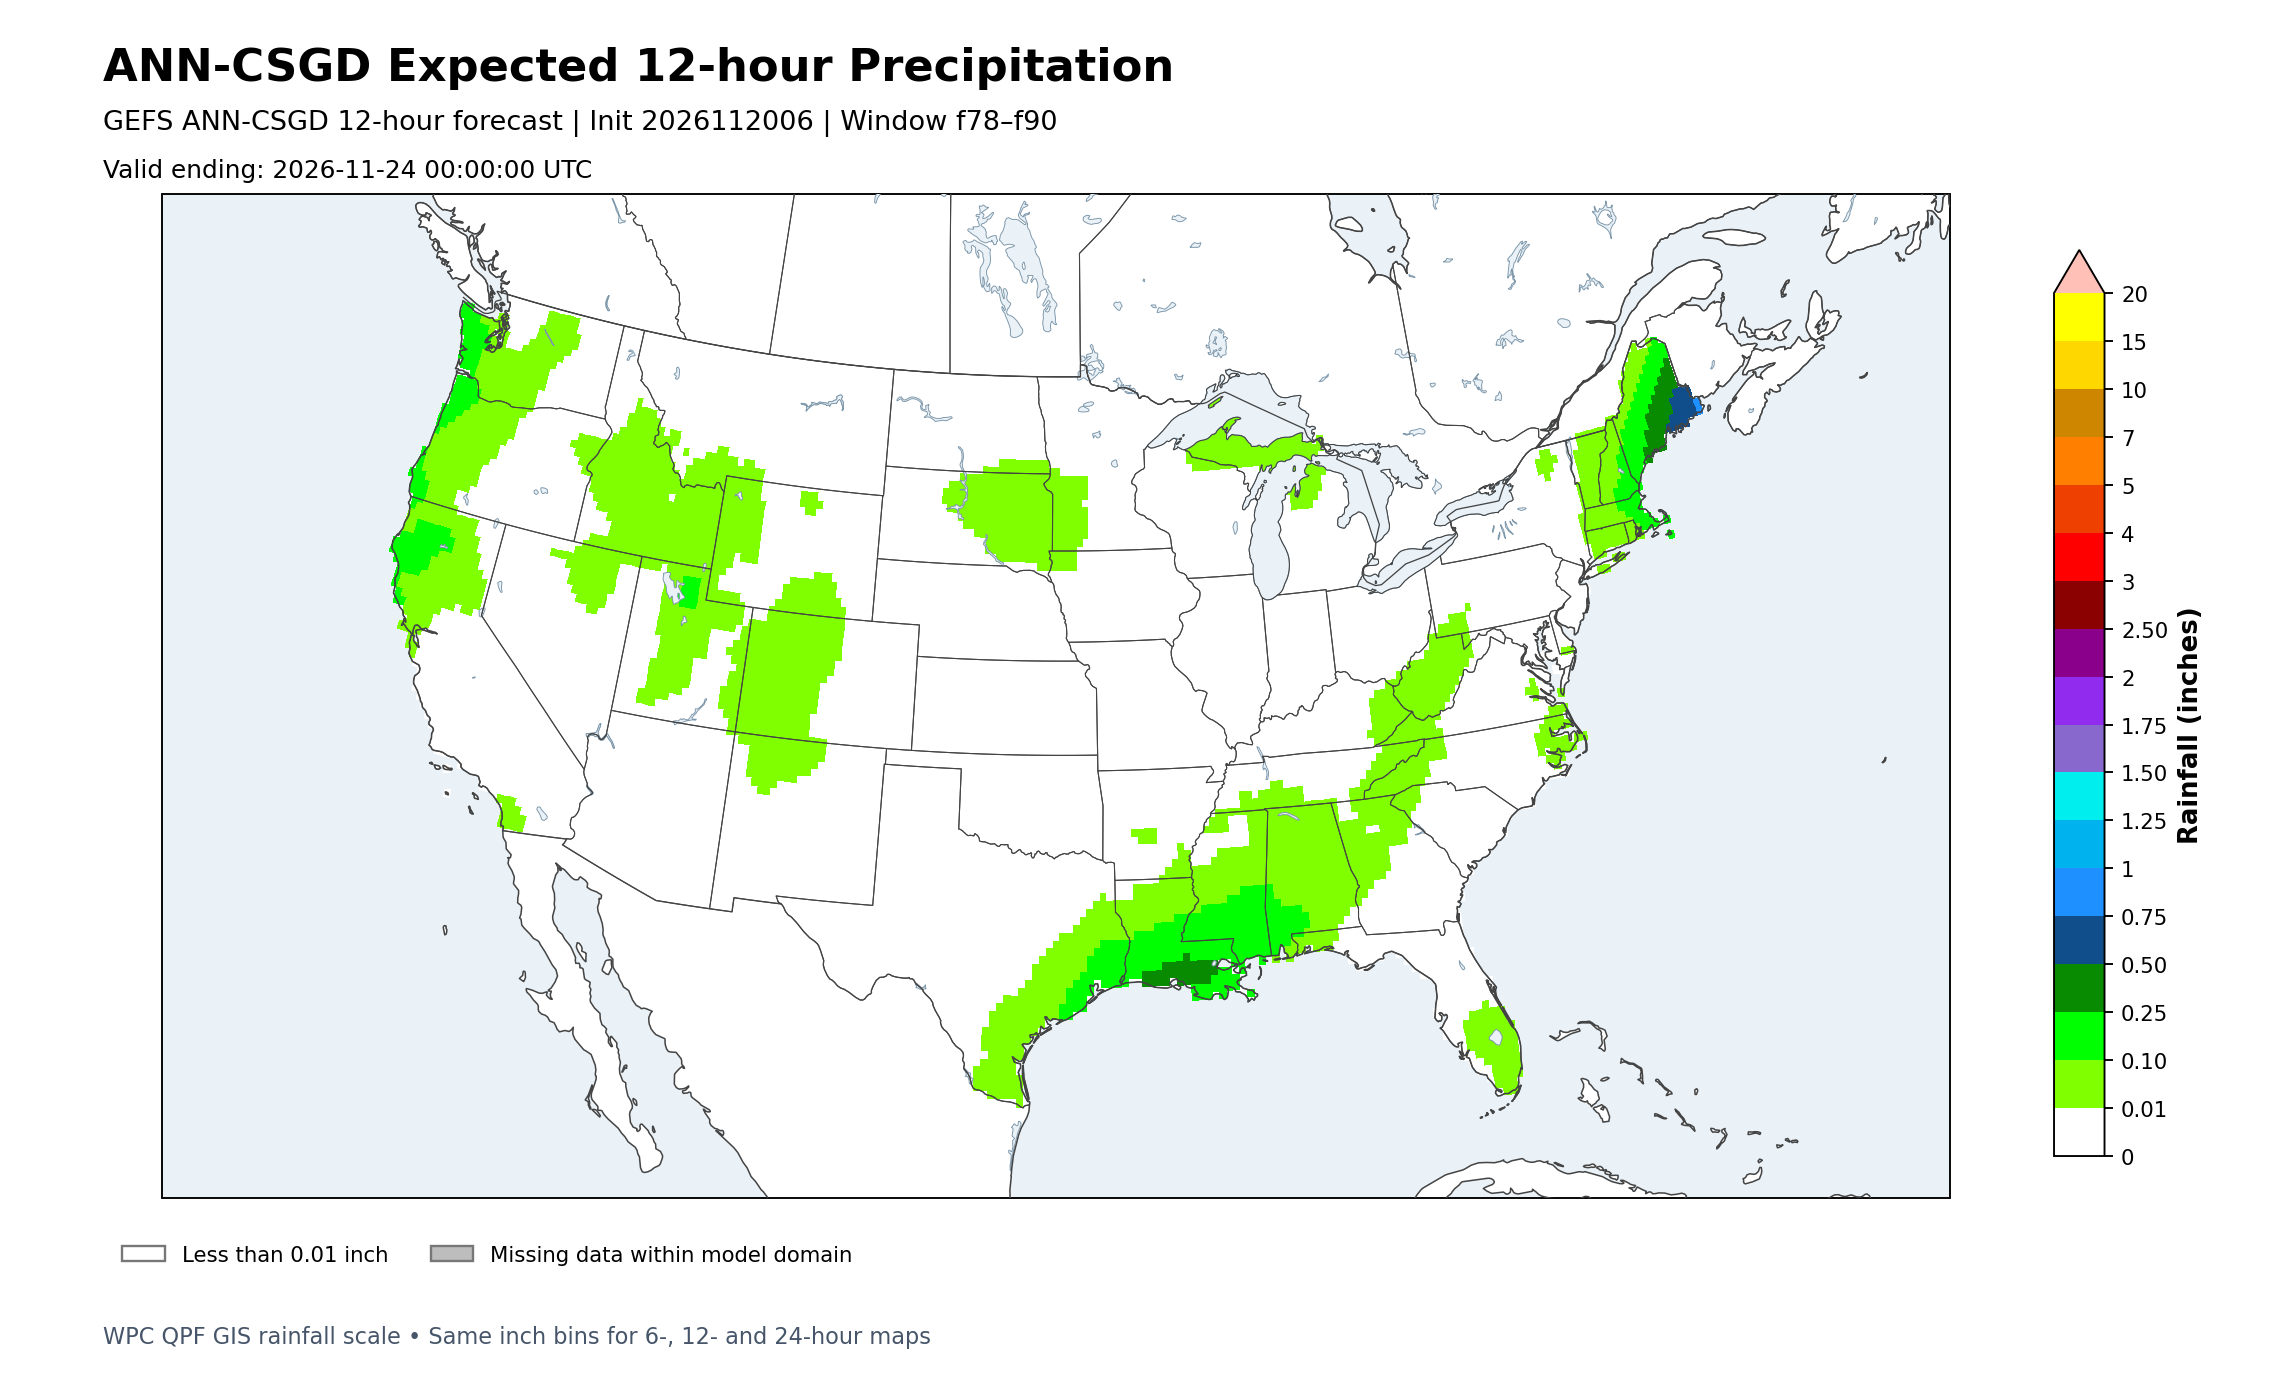 ANN-CSGD Expected 12-hour Precipitation
GEFS ANN-CSGD 12-hour forecast | Init 2026112006 | Window f78–f90
Valid ending: 2026-11-24 00:00:00 UTC
20
15
10
7
5
4
3
2.50
2
1.75
1.50
1.25
1
0.75
0.50
0.25
0.10
0.01
0
Rainfall (inches)
Less than 0.01 inch
Missing data within model domain
WPC QPF GIS rainfall scale • Same inch bins for 6-, 12- and 24-hour maps